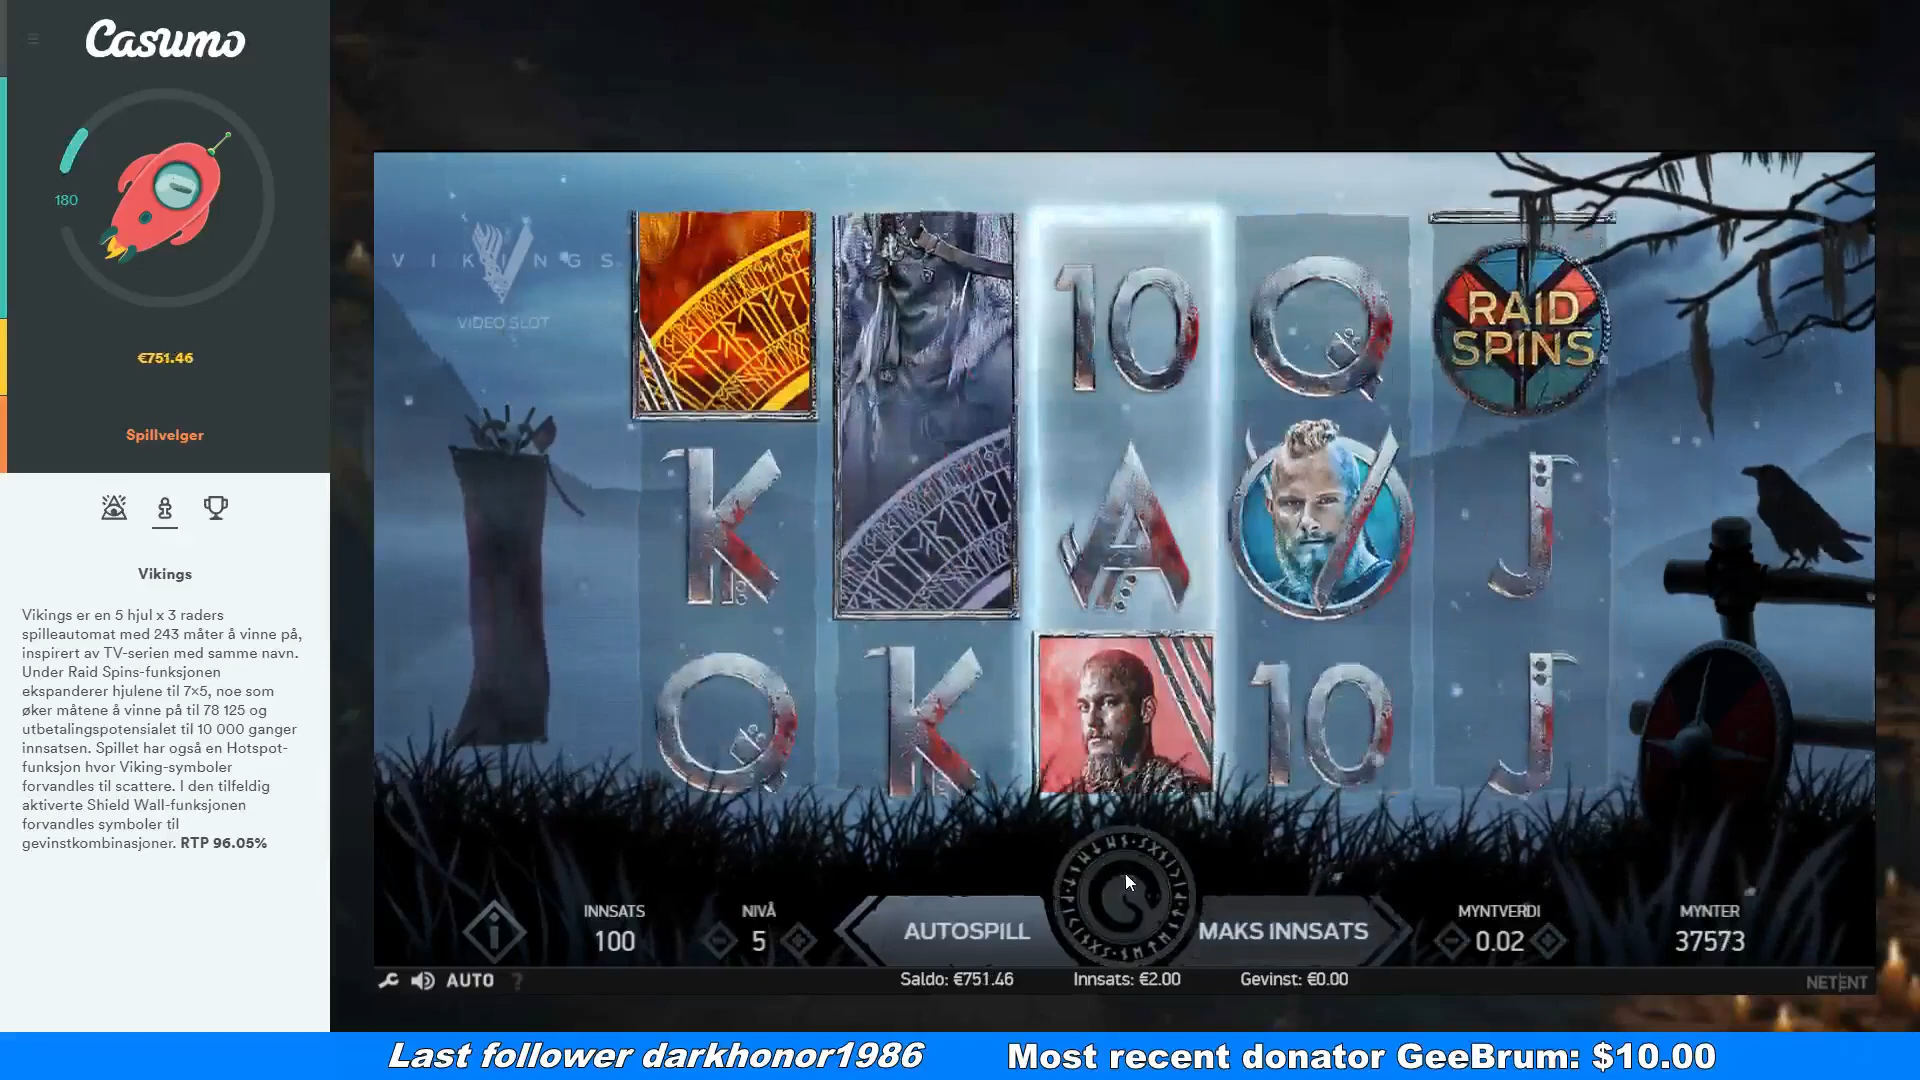 Casumo
180
€751.46
Spillvelger
Vikings
Vikings er en 5 hjul x 3 raders
spilleautomat med 243 måter å vinne på,
inspirert av TV-serien med samme navn.
Under Raid Spins-funksjonen
ekspanderer hjulene til 7×5, noe som
øker måtene å vinne på til 78 125 og
utbetalingspotensialet til 10 000 ganger
innsatsen. Spillet har også en Hotspot-
funksjon hvor Viking-symboler
forvandles til scattere. I den tilfeldig
aktiverte Shield Wall-funksjonen
forvandles symboler til
gevinstkombinasjoner. RTP 96.05%
VIKINGS
VIDEO SLOT
10 Q RAID SPINS
K A J
Q K 10 J
INNSATS
100
NIVÅ
5
AUTOSPILL
MAKS INNSATS
MYNTVERDI
0.02
MYNTER
37573
AUTO ?
Saldo: €751.46 Innsats: €2.00 Gevinst: €0.00
NETENT
Last follower darkhonor1986 Most recent donator GeeBrum: $10.00